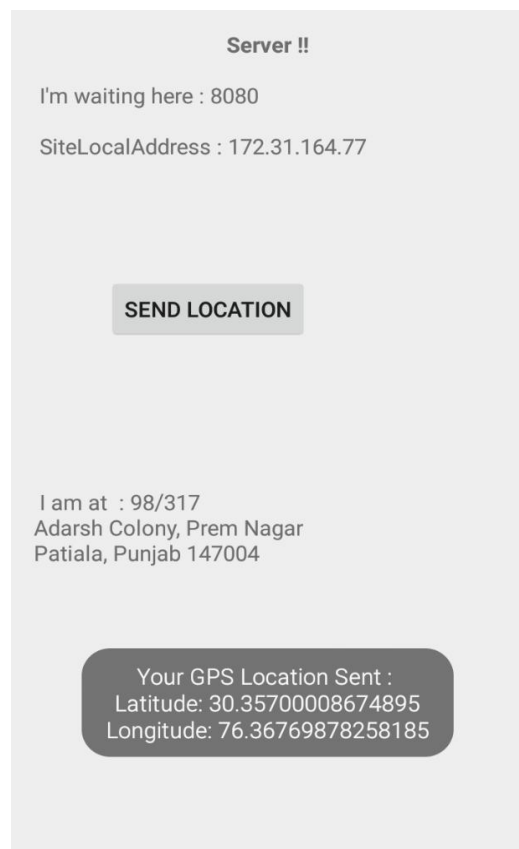 Server !!
I'm waiting here : 8080
SiteLocalAddress : 172.31.164.77
SEND LOCATION
I am at  : 98/317
Adarsh Colony, Prem Nagar
Patiala, Punjab 147004
Your GPS Location Sent :
Latitude: 30.35700008674895
Longitude: 76.36769878258185